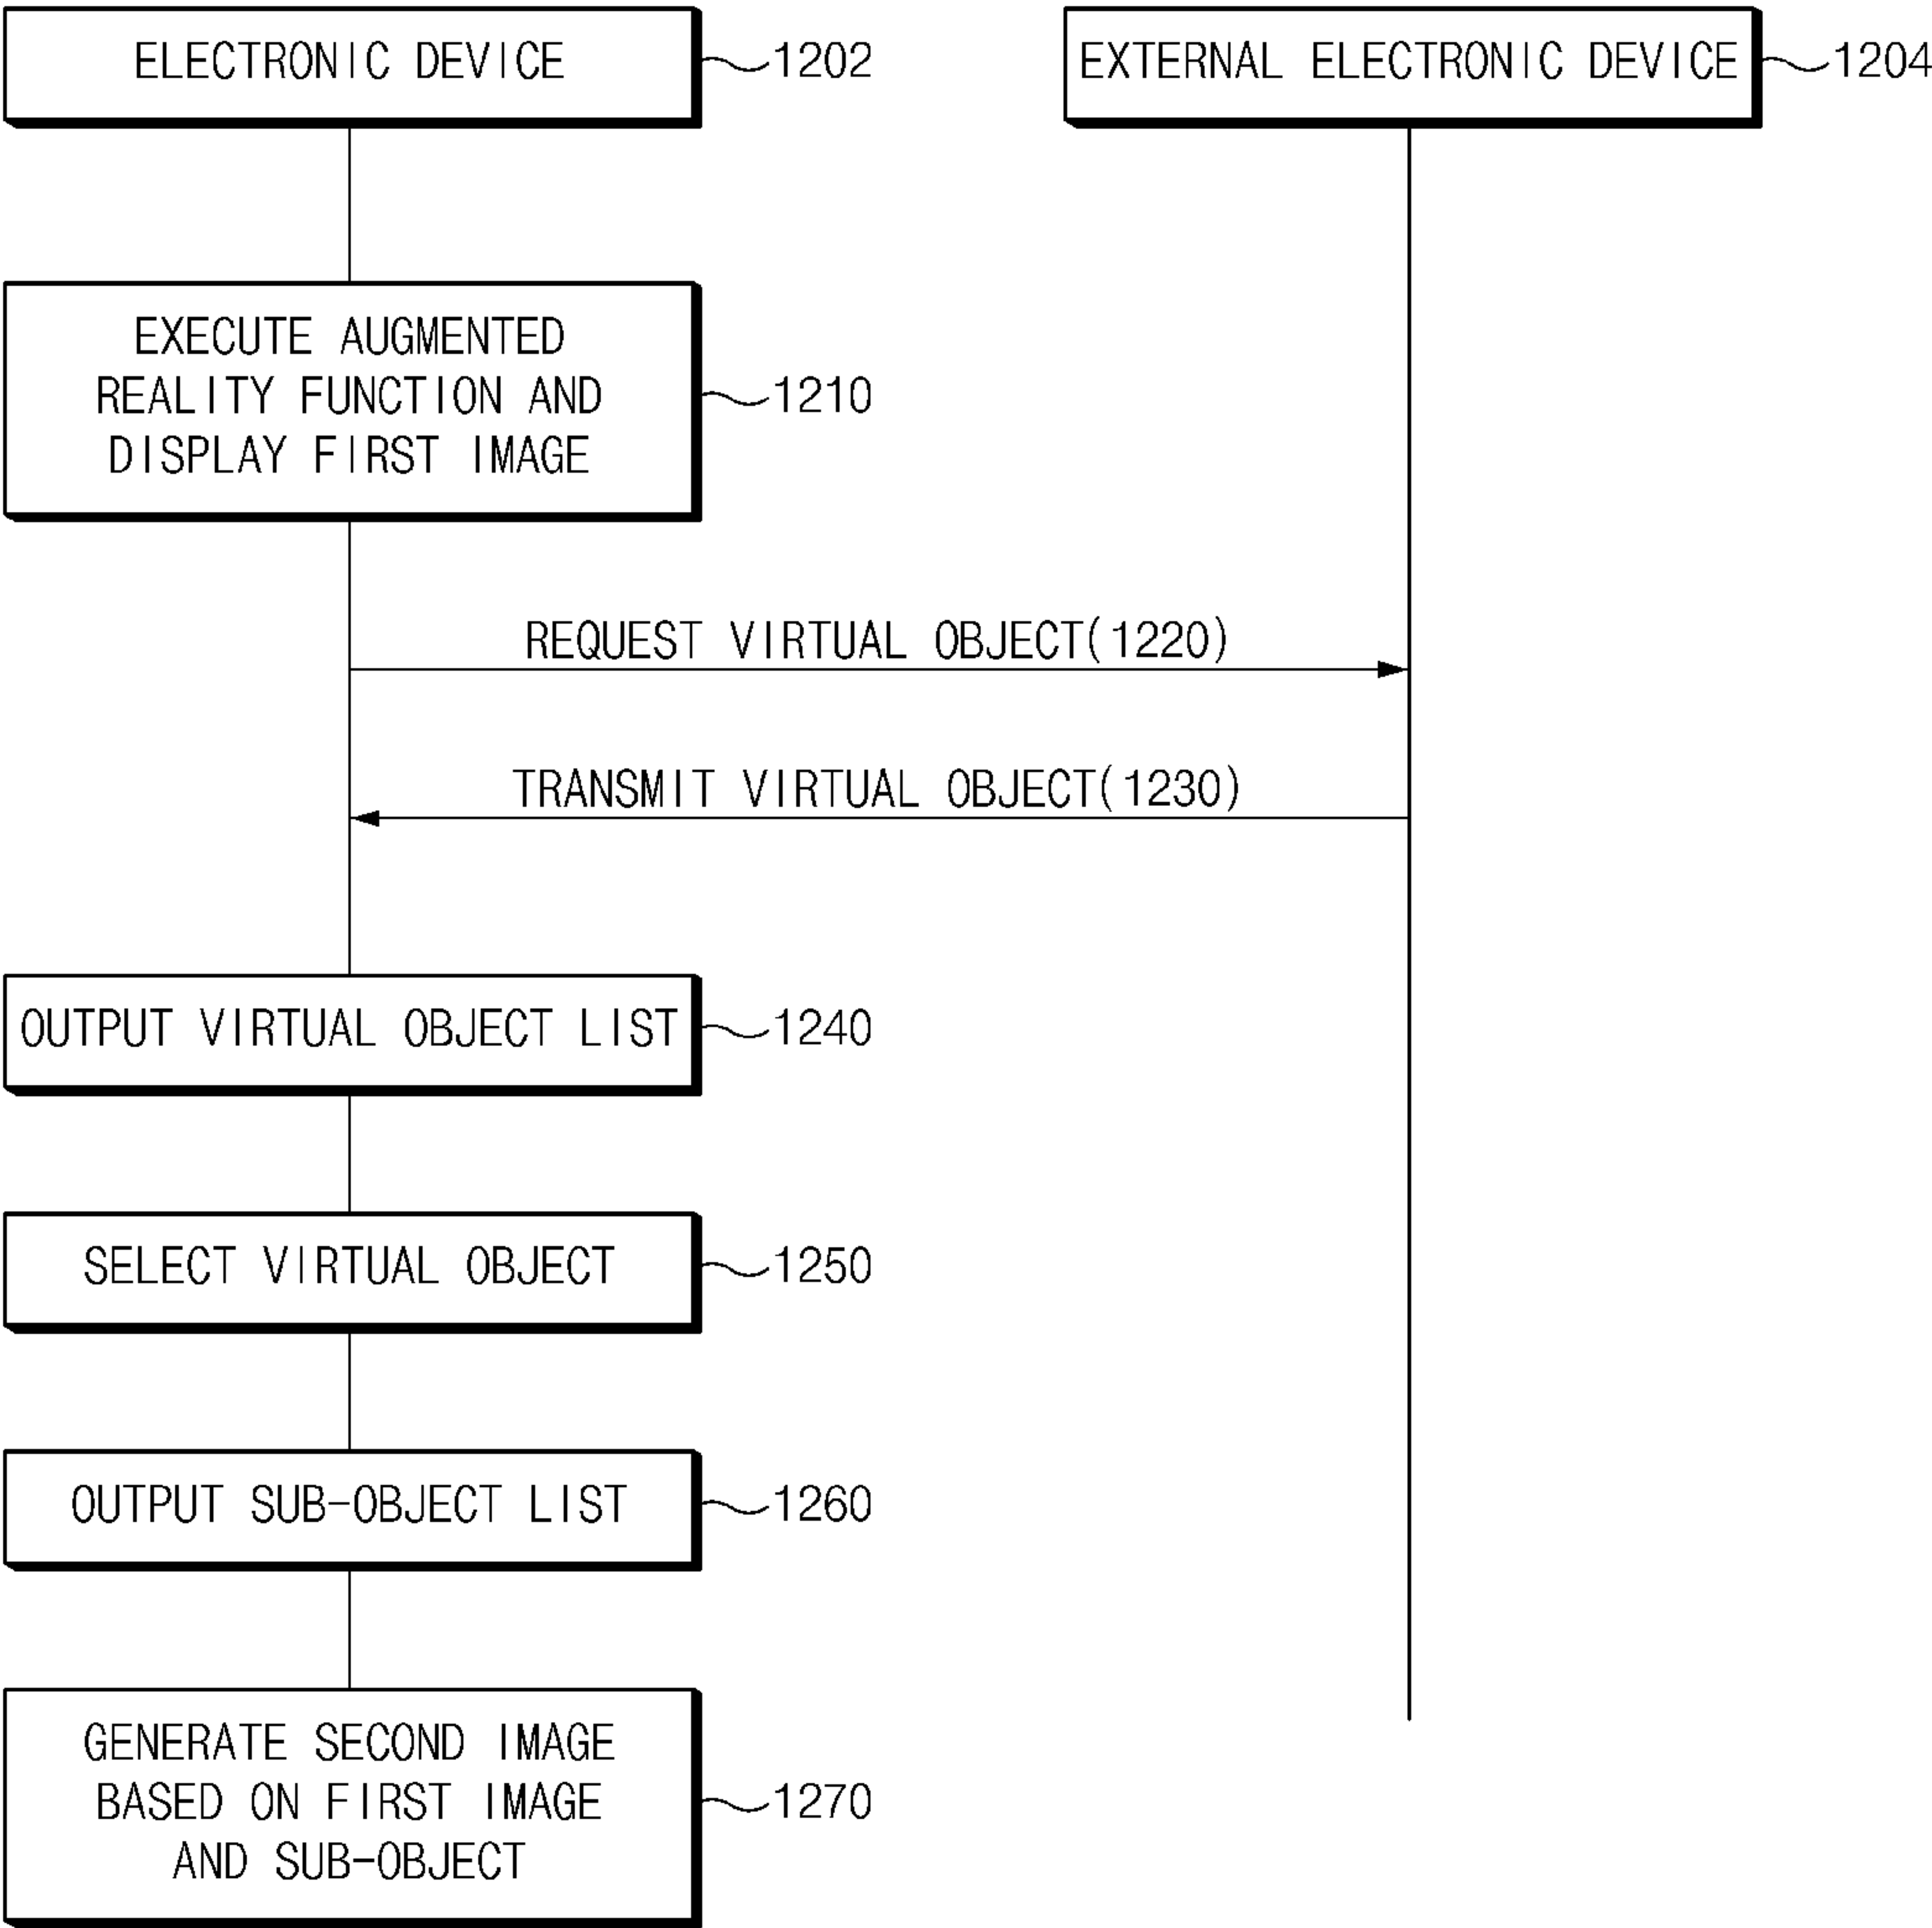 ELECTRONIC DEVICE
1202
EXTERNAL ELECTRONIC DEVICE
1204
EXECUTE AUGMENTED
REALITY FUNCTION AND
DISPLAY FIRST IMAGE
1210
REQUEST VIRTUAL OBJECT(1220)
TRANSMIT VIRTUAL OBJECT(1230)
OUTPUT VIRTUAL OBJECT LIST
1240
SELECT VIRTUAL OBJECT
1250
OUTPUT SUB-OBJECT LIST
1260
GENERATE SECOND IMAGE
BASED ON FIRST IMAGE
AND SUB-OBJECT
1270